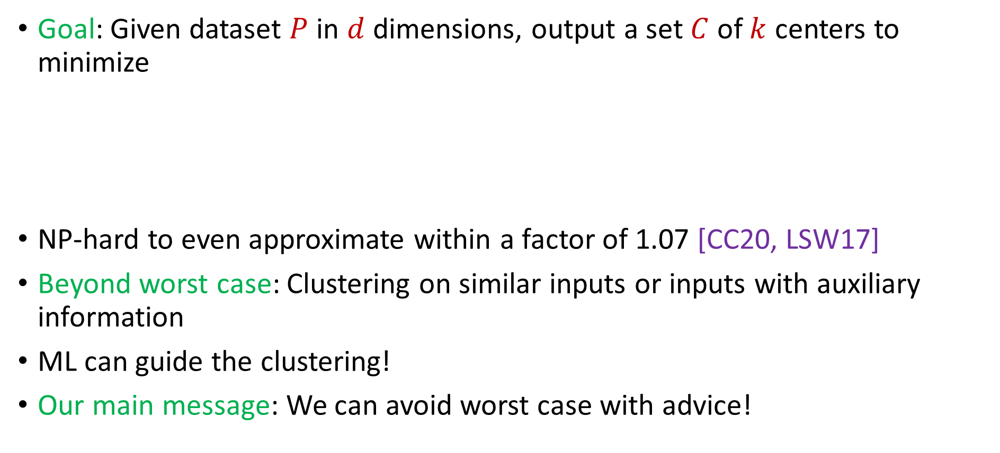 • Goal: Given dataset P in d dimensions, output a set C of k centers to
minimize
• NP-hard to even approximate within a factor of 1.07 [CC20, LSW17]
• Beyond worst case: Clustering on similar inputs or inputs with auxiliary
information
• ML can guide the clustering!
• Our main message: We can avoid worst case with advice!